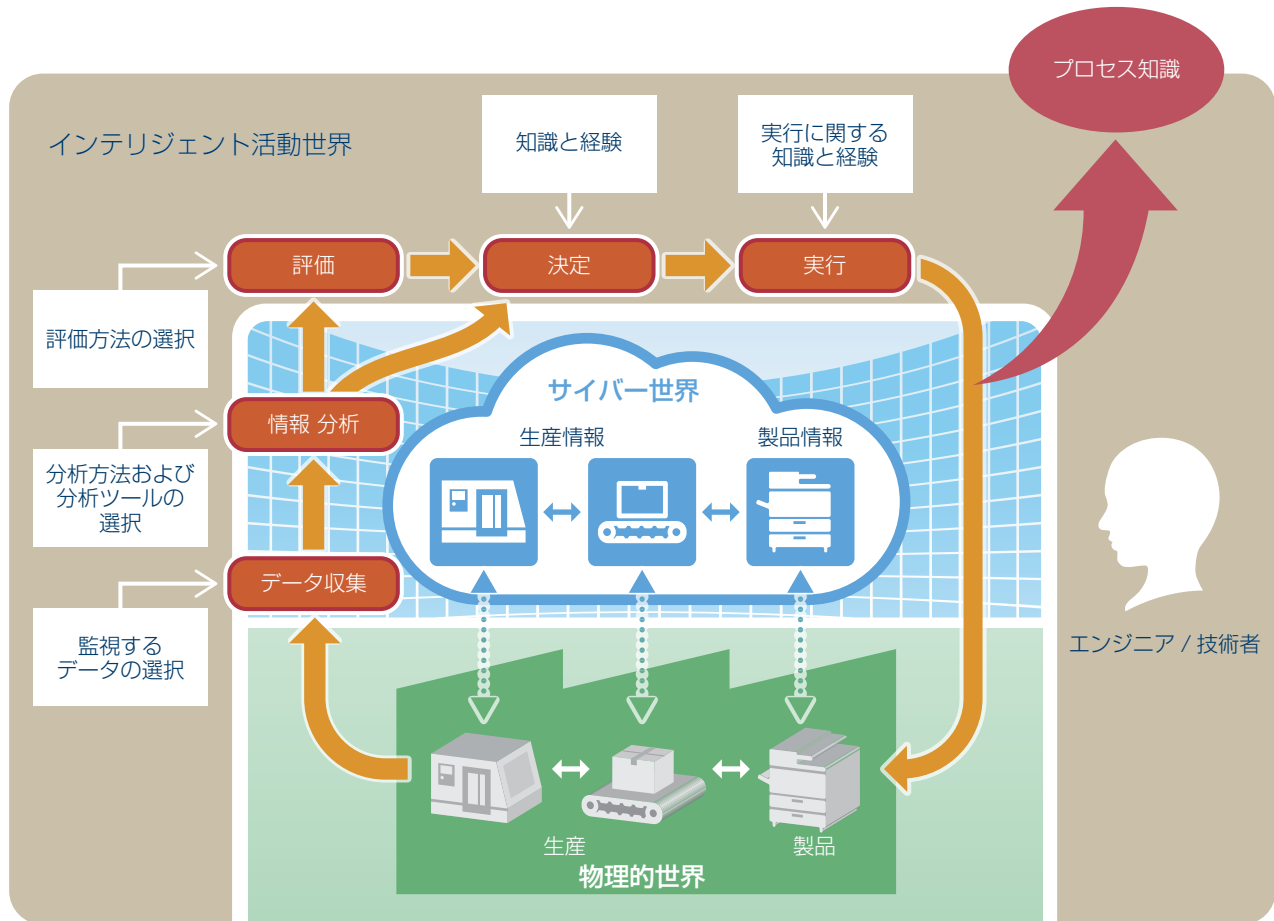 プロセス知識
インテリジェント活動世界
知識と経験
実行に関する
知識と経験
評価
決定
実行
評価方法の選択
サイバー世界
情報 分析
生産情報
製品情報
分析方法および
分析ツールの
選択
データ収集
監視する
データの選択
エンジニア / 技術者
生産
製品
物理的世界